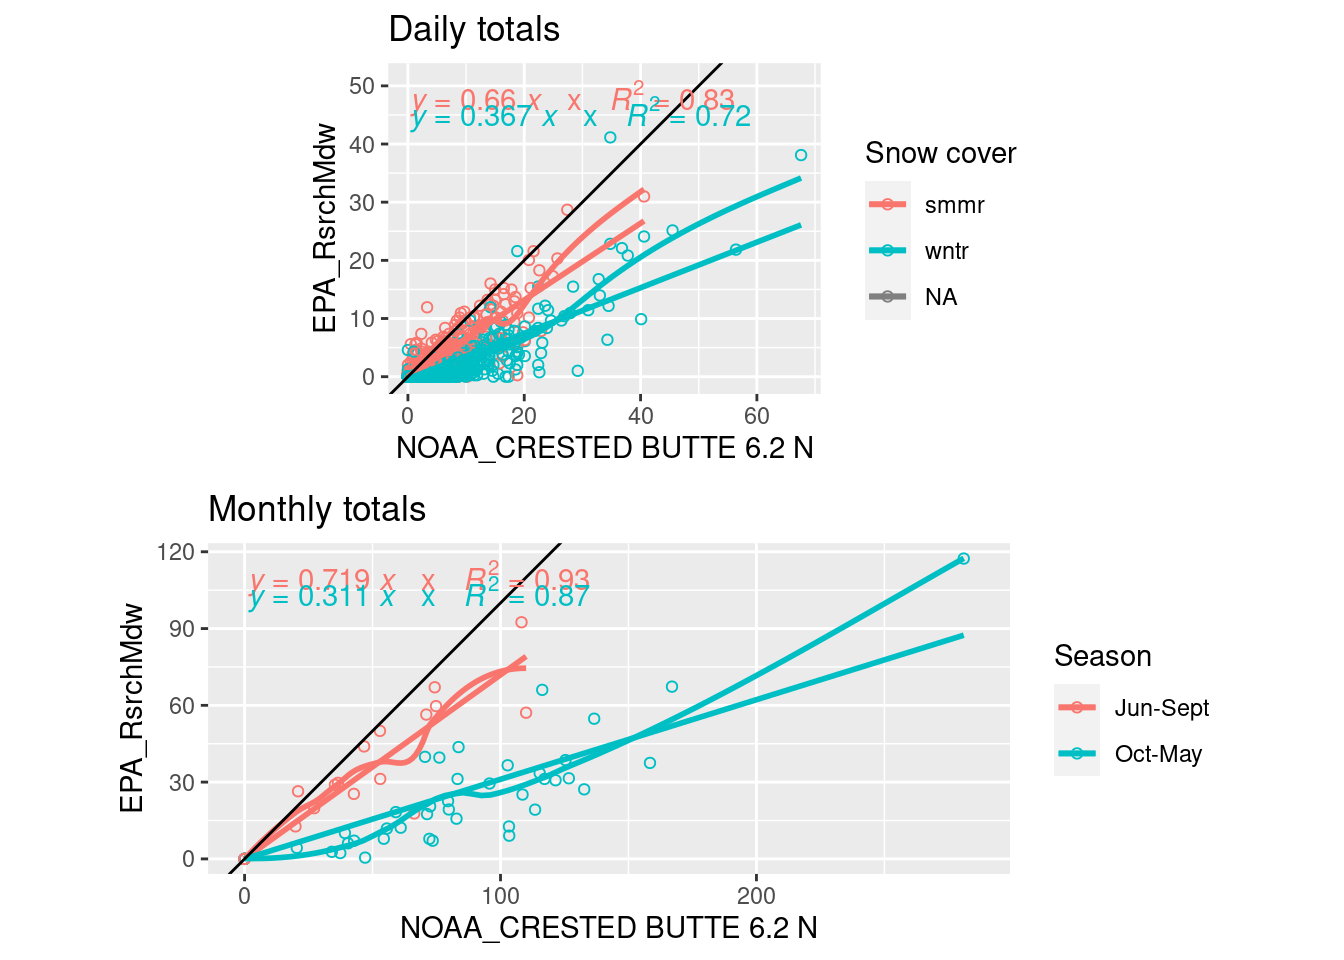 Daily totals
y = 0.66 x x R2 = 0.83
y = 0.367 x x R2 = 0.72
50
40
30
20
10
0
EPA_RsrchMdw
0 20 40 60
NOAA_CRESTED BUTTE 6.2 N
Snow cover
smmr
wntr
NA
Monthly totals
y = 0.719 x x R2 = 0.93
y = 0.311 x x R2 = 0.87
120
90
60
30
0
EPA_RsrchMdw
0 100 200
NOAA_CRESTED BUTTE 6.2 N
Season
Jun-Sept
Oct-May